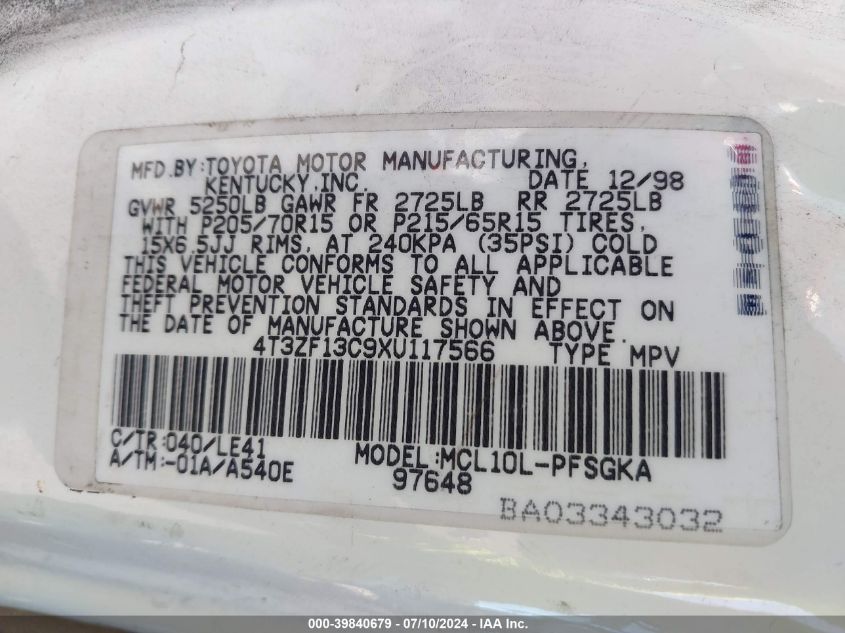 MFD.BY:TOYOTA MOTOR MANUFACTURING,
KENTUCKY,INC. DATE 12/98
GVWR 5250LB GAWR FR 2725LB RR 2725LB
WITH P205/70R15 OR P215/65R15 TIRES,
15X6.5JJ RIMS, AT 240KPA (35PSI) COLD
THIS VEHICLE CONFORMS TO ALL APPLICABLE
FEDERAL MOTOR VEHICLE SAFETY AND
THEFT PREVENTION STANDARDS IN EFFECT ON
THE DATE OF MANUFACTURE SHOWN ABOVE.
4T3ZF13C9XU117566 TYPE MPV
C/TR:040/LE41 MODEL:MCL10L-PFSGKA
A/TM:-01A/A540E 97648
BA03343032
000-39840679 - 07/10/2024 - IAA Inc.